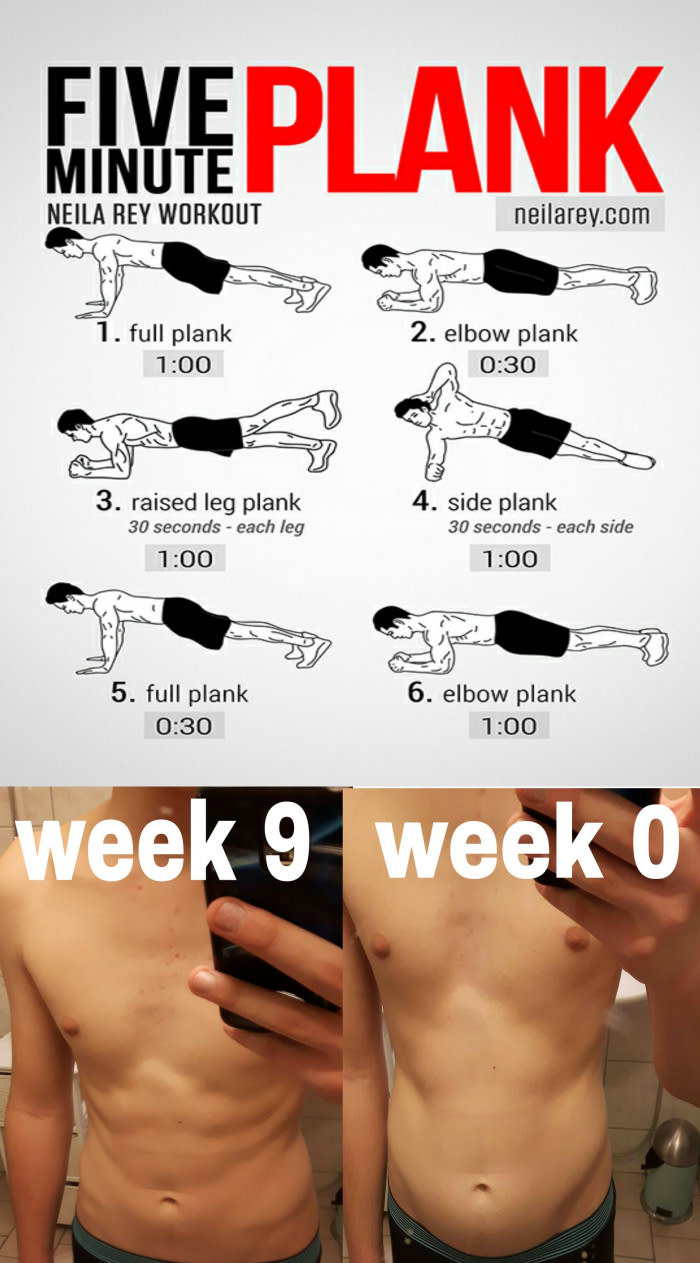 FIVE
MINUTE
PLANK
NEILA REY WORKOUT
neilarey.com
1. full plank
1:00
2. elbow plank
0:30
3. raised leg plank
30 seconds - each leg
1:00
4. side plank
30 seconds - each side
1:00
5. full plank
0:30
6. elbow plank
1:00
week 9
week 0